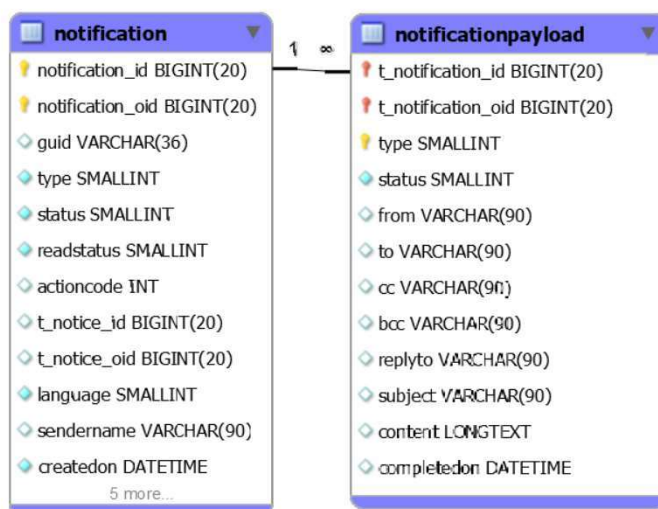 notification
notification_id BIGINT(20)
notification_oid BIGINT(20)
guid VARCHAR(36)
type SMALLINT
status SMALLINT
readstatus SMALLINT
actioncode INT
t_notice_id BIGINT(20)
t_notice_oid BIGINT(20)
language SMALLINT
sendername VARCHAR(90)
createdon DATETIME
5 more...
1 ∞
notificationpayload
t_notification_id BIGINT(20)
t_notification_oid BIGINT(20)
type SMALLINT
status SMALLINT
from VARCHAR(90)
to VARCHAR(90)
cc VARCHAR(90)
bcc VARCHAR(90)
replyto VARCHAR(90)
subject VARCHAR(90)
content LONGTEXT
completedon DATETIME